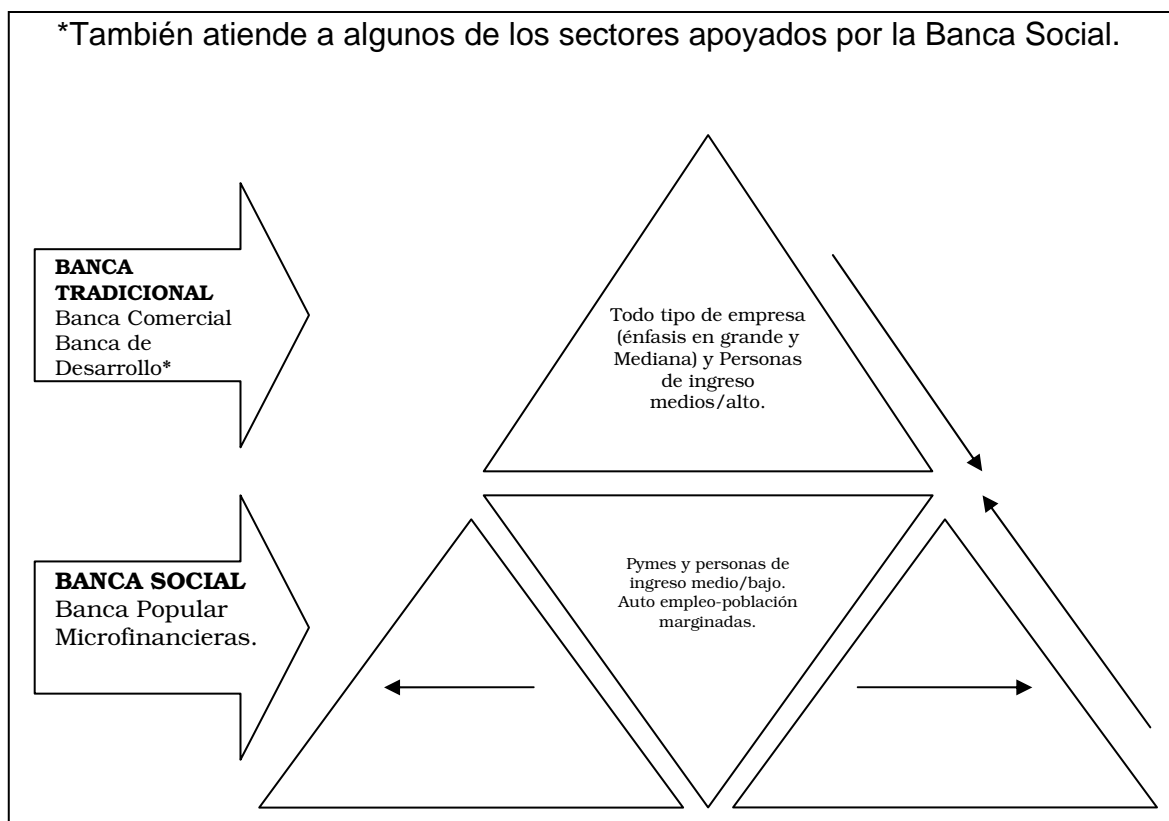 *También atiende a algunos de los sectores apoyados por la Banca Social.
BANCA
TRADICIONAL
Banca Comercial
Banca de
Desarrollo*
Todo tipo de empresa
(énfasis en grande y
Mediana) y Personas
de ingreso
medios/alto.
BANCA SOCIAL
Banca Popular
Microfinancieras.
Pymes y personas de
ingreso medio/bajo.
Auto empleo-población
marginadas.